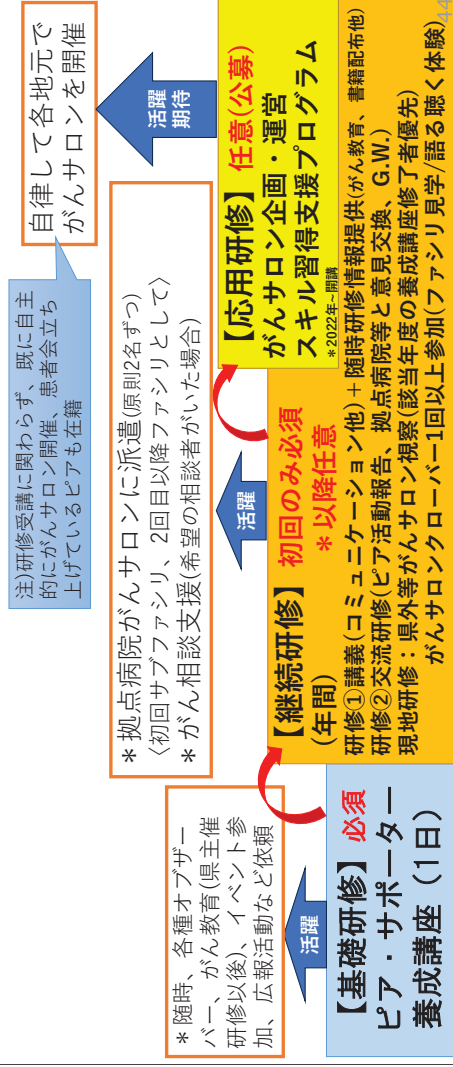 【基礎研修】必須
ピア・サポーター
養成講座（1日）
活躍
＊随時、各種オブザー
バー、がん教育(県主催
研修以後)、イベント参
加、広報活動など依頼
【継続研修】初回のみ必須
(年間)
＊以降任意
研修①講義(コミュニケーション他)＋随時研修情報提供(がん教育、書籍配布他)
研修②交流研修(ピア活動報告、拠点病院等と意見交換、G.W.)
現地研修：県外等がんサロン視察(該当年度の養成講座修了者優先)
がんサロンクローバー1回以上参加(ファシリ見学/語る聴く体験)
活躍
＊拠点病院がんサロンに派遣(原則2名ずつ)
〈初回サブファシリ、2回目以降ファシリとして〉
＊がん相談支援(希望の相談者がいた場合)
【応用研修】任意(公募)
がんサロン企画・運営
スキル習得支援プログラム
＊2022年～開講
活躍
期待
自律して各地元で
がんサロンを開催
注)研修受講に関わらず、既に自主
的にがんサロン開催、患者会立ち
上げているピアも在籍
44